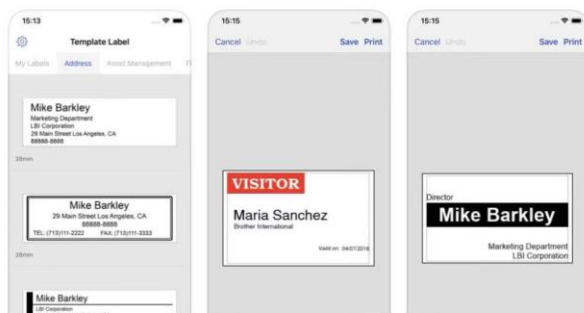 15:13
Template Label
My Labels Address Asset Management
Mike Barkley
Marketing Department
LBI Corporation
29 Main Street Los Angeles, CA
88888-8888
38mm
Mike Barkley
29 Main Street Los Angeles, CA
88888-8888
TEL: (713)111-2222 FAX: (713)111-3333
38mm
Mike Barkley
LBI Corporation
15:15
Cancel Undo Save Print
VISITOR
Maria Sanchez
Brother International
Valid on: 04/07/2018
15:15
Cancel Undo Save Print
Director
Mike Barkley
Marketing Department
LBI Corporation